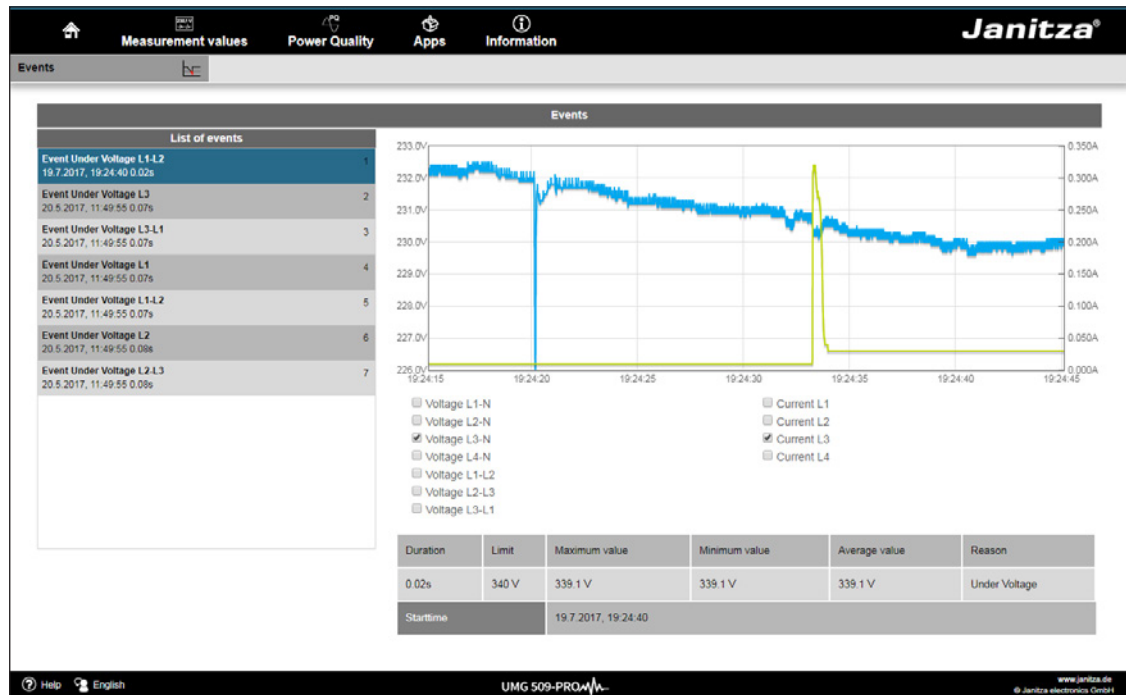 Measurement values
Power Quality
Apps
Information
Janitza®
Events
Events
List of events
Event Under Voltage L1-L2 1
19.7.2017, 19:24:40 0.02s
Event Under Voltage L3 2
20.5.2017, 11:49:55 0.07s
Event Under Voltage L3-L1 3
20.5.2017, 11:49:55 0.07s
Event Under Voltage L1 4
20.5.2017, 11:49:55 0.07s
Event Under Voltage L1-L2 5
20.5.2017, 11:49:55 0.07s
Event Under Voltage L2 6
20.5.2017, 11:49:55 0.08s
Event Under Voltage L2-L3 7
20.5.2017, 11:49:55 0.08s
233.0V 0.350A
232.0V 0.300A
231.0V 0.250A
230.0V 0.200A
229.0V 0.150A
228.0V 0.100A
227.0V 0.050A
226.0V 0.000A
19:24:15 19:24:20 19:24:25 19:24:30 19:24:35 19:24:40 19:24:45
Voltage L1-N Current L1
Voltage L2-N Current L2
Voltage L3-N Current L3
Voltage L4-N Current L4
Voltage L1-L2
Voltage L2-L3
Voltage L3-L1
Duration Limit Maximum value Minimum value Average value Reason
0.02s 340 V 339.1 V 339.1 V 339.1 V Under Voltage
Starttime 19.7.2017, 19:24:40
Help English UMG 509-PRO www.janitza.de
© Janitza electronics GmbH